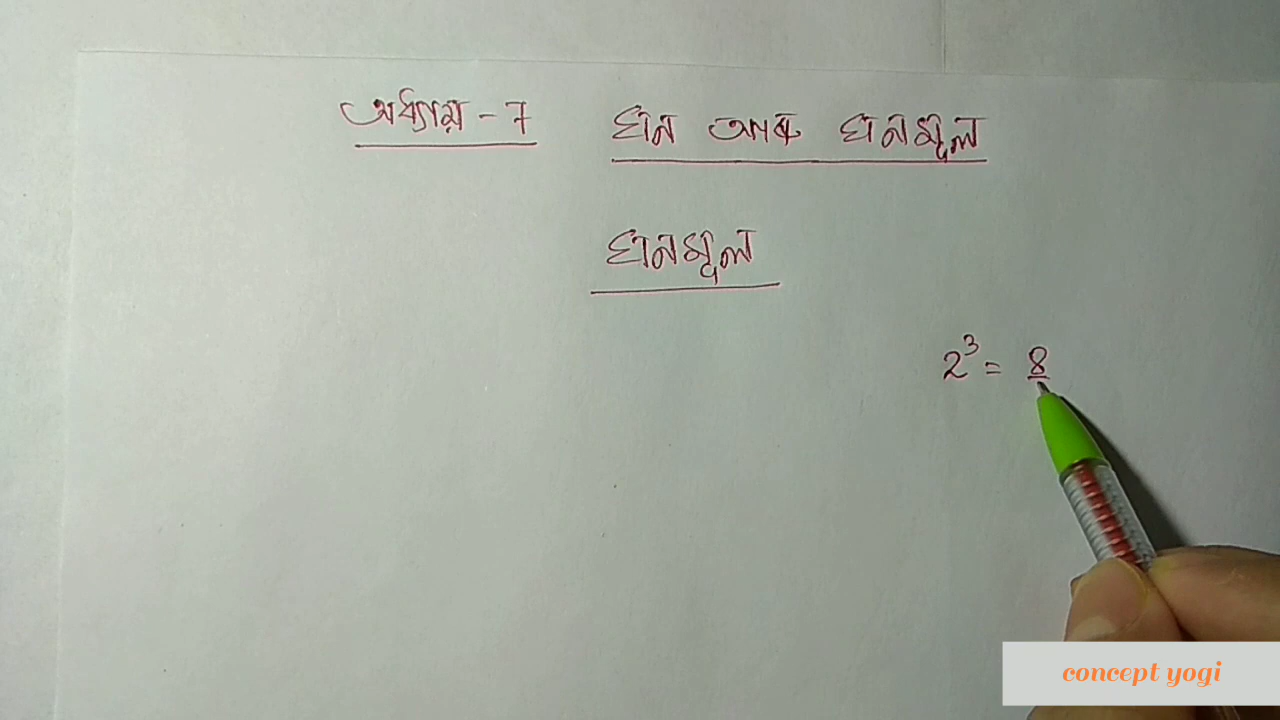 অধ্যায় - 7 ঘন আৰু ঘনমূল
ঘনমূল
2³ = 8
concept yogi